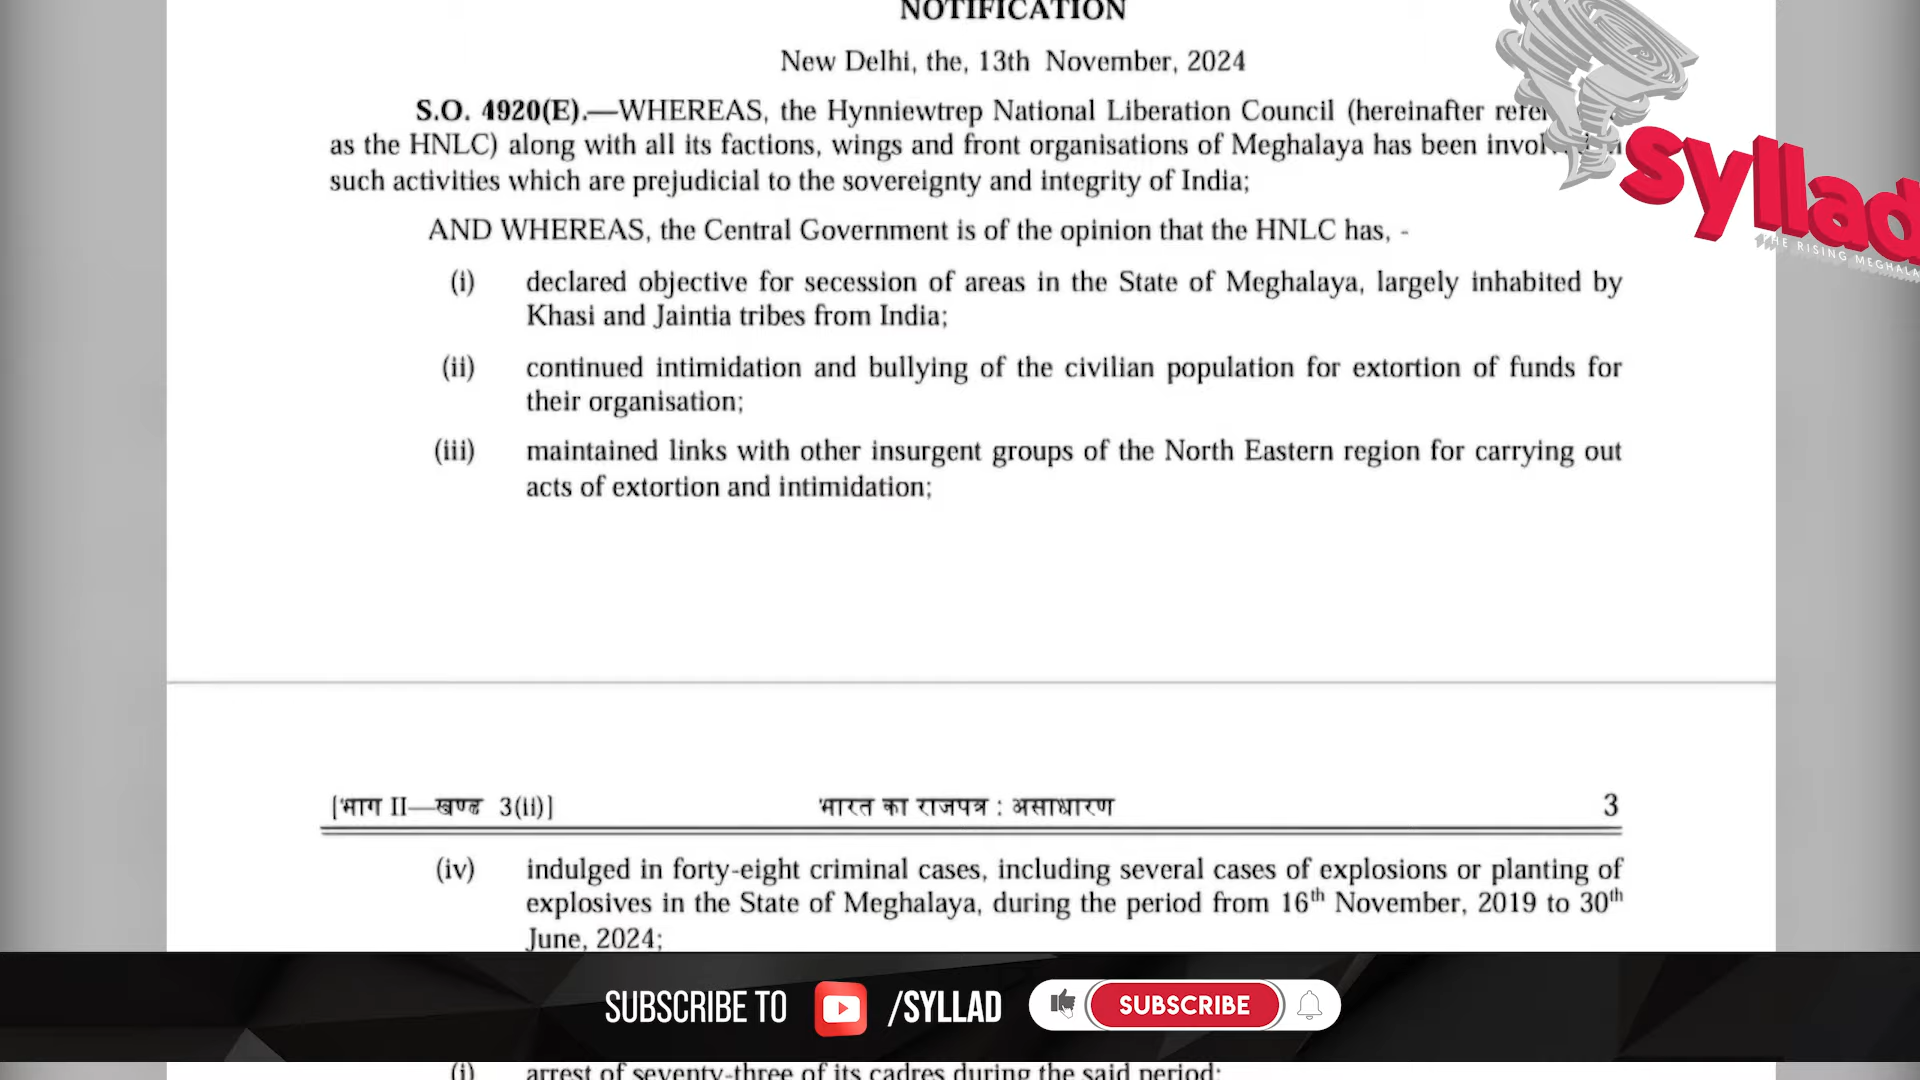 NOTIFICATION
New Delhi, the, 13th November, 2024
S.O. 4920(E).—WHEREAS, the Hynniewtrep National Liberation Council (hereinafter
as the HNLC) along with all its factions, wings and front organisations of Meghalaya has been
such activities which are prejudicial to the sovereignty and integrity of India;
AND WHEREAS, the Central Government is of the opinion that the HNLC has, -
(i) declared objective for secession of areas in the State of Meghalaya, largely inhabited by
Khasi and Jaintia tribes from India;
(ii) continued intimidation and bullying of the civilian population for extortion of funds for
their organisation;
(iii) maintained links with other insurgent groups of the North Eastern region for carrying out
acts of extortion and intimidation;
[भाग II—खण्ड 3(ii)] भारत का राजपत्र : असाधारण 3
(iv) indulged in forty-eight criminal cases, including several cases of explosions or planting of
explosives in the State of Meghalaya, during the period from 16th November, 2019 to 30th
June, 2024;
(i) arrest of seventy-three of its cadres during the said period;
Syllad
THE RISING
SUBSCRIBE TO /SYLLAD SUBSCRIBE